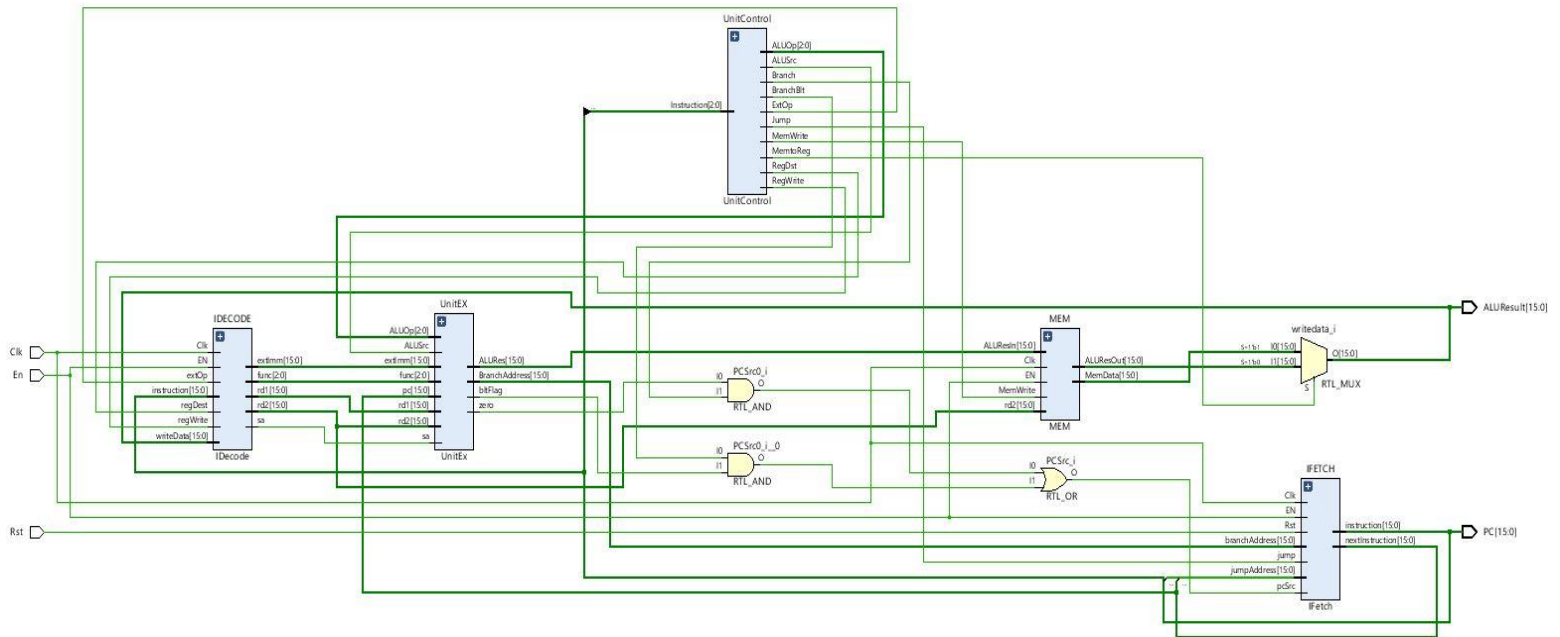 UnitControl
Instruction[2:0]
ALUOp[2:0]
ALUSrc
Branch
BranchBlt
ExtOp
Jump
MemWrite
MemtoReg
RegDst
RegWrite
UnitControl
Clk
En
Rst
IDECODE
Clk
EN
extOp
instruction[15:0]
regDest
regWrite
writeData[15:0]
extImm[15:0]
func[2:0]
rd1[15:0]
rd2[15:0]
sa
IDecode
UnitEX
ALUOp[2:0]
ALUSrc
extImm[15:0]
func[2:0]
pc[15:0]
rd1[15:0]
rd2[15:0]
sa
ALURes[15:0]
BranchAddress[15:0]
bltFlag
zero
UnitEx
PCSrc0_i
I0
I1
O
RTL_AND
PCSrc0_i__0
I0
I1
O
RTL_AND
PCSrc_i
I0
I1
O
RTL_OR
MEM
ALUResIn[15:0]
Clk
EN
MemWrite
rd2[15:0]
ALUResOut[15:0]
MemData[15:0]
MEM
writedata_i
S=1'b1 I0[15:0]
S=1'b0 I1[15:0]
O[15:0]
S
RTL_MUX
ALUResult[15:0]
IFETCH
Clk
EN
Rst
branchAddress[15:0]
jump
jumpAddress[15:0]
pcSrc
instruction[15:0]
nextInstruction[15:0]
IFetch
PC[15:0]